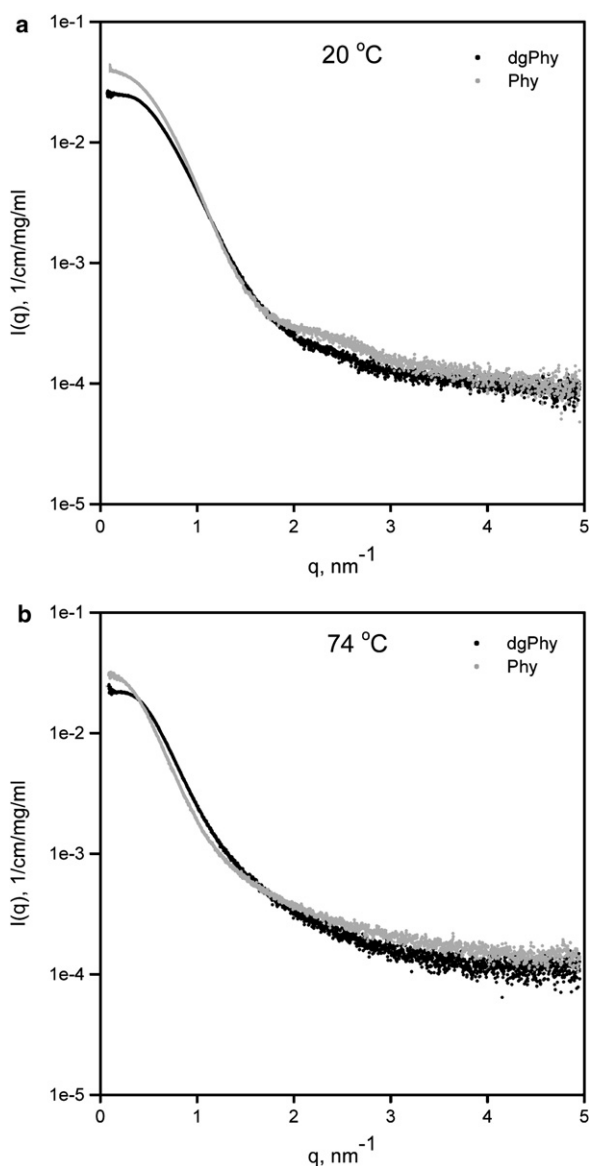 a
20 °C
dgPhy
Phy
1e-1
1e-2
1e-3
1e-4
1e-5
I(q), 1/cm/mg/ml
0 1 2 3 4 5
q, nm⁻¹
b
74 °C
dgPhy
Phy
1e-1
1e-2
1e-3
1e-4
1e-5
I(q), 1/cm/mg/ml
0 1 2 3 4 5
q, nm⁻¹